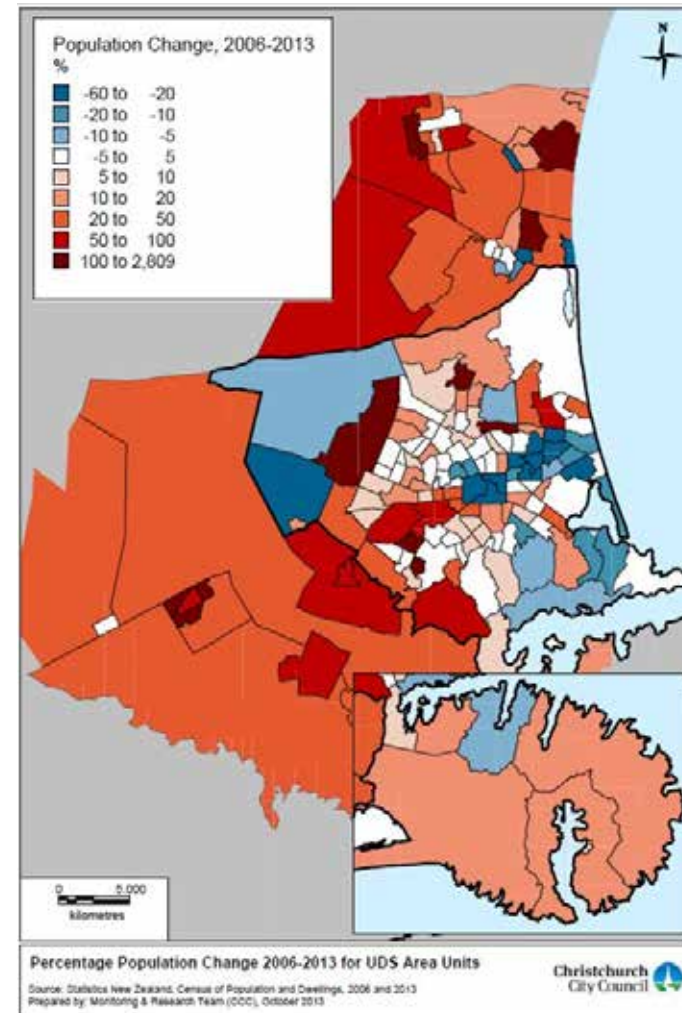 Population Change, 2006-2013
%
-60 to -20
-20 to -10
-10 to -5
-5 to 5
5 to 10
10 to 20
20 to 50
50 to 100
100 to 2,809
N
0 5,000
kilometres
Percentage Population Change 2006-2013 for UDS Area Units
Source: Statistics New Zealand, Census of Population and Dwellings, 2006 and 2013
Prepared by: Monitoring & Research Team (CCC), October 2013
Christchurch
City Council